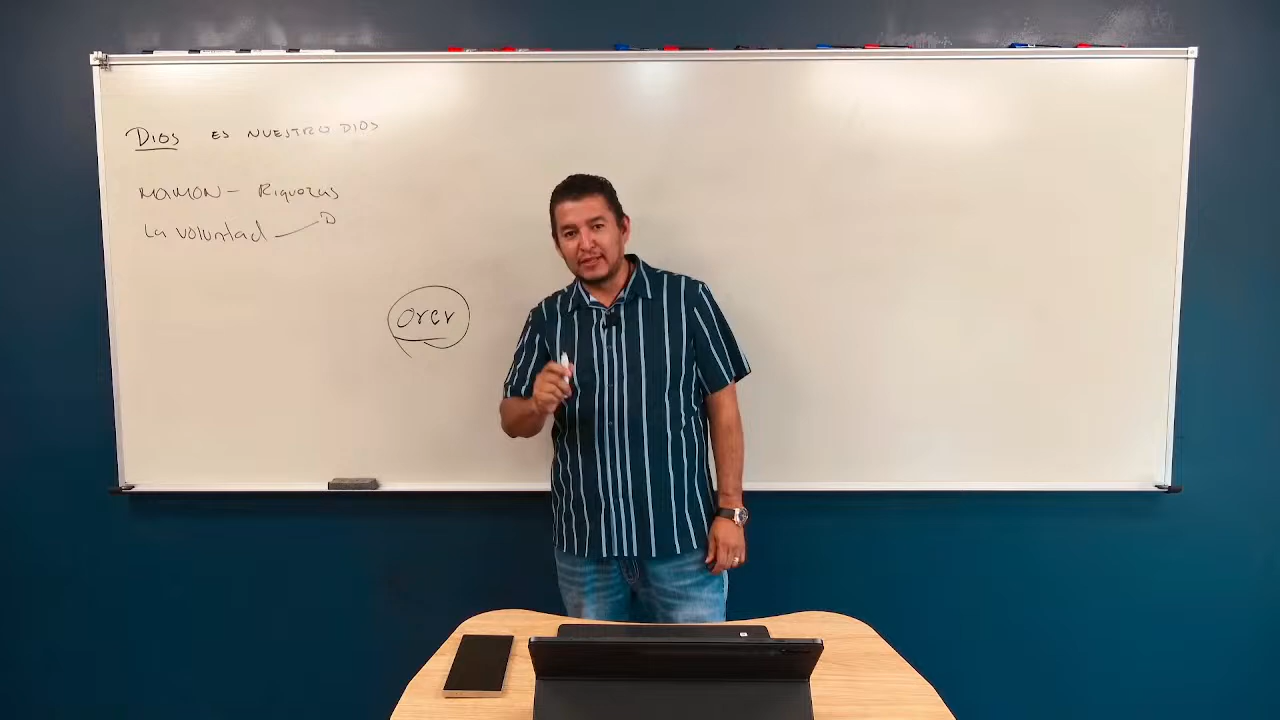 DIOS ES NUESTRO DIOS
MaMON - Riquezas
La voluntad — D
orar